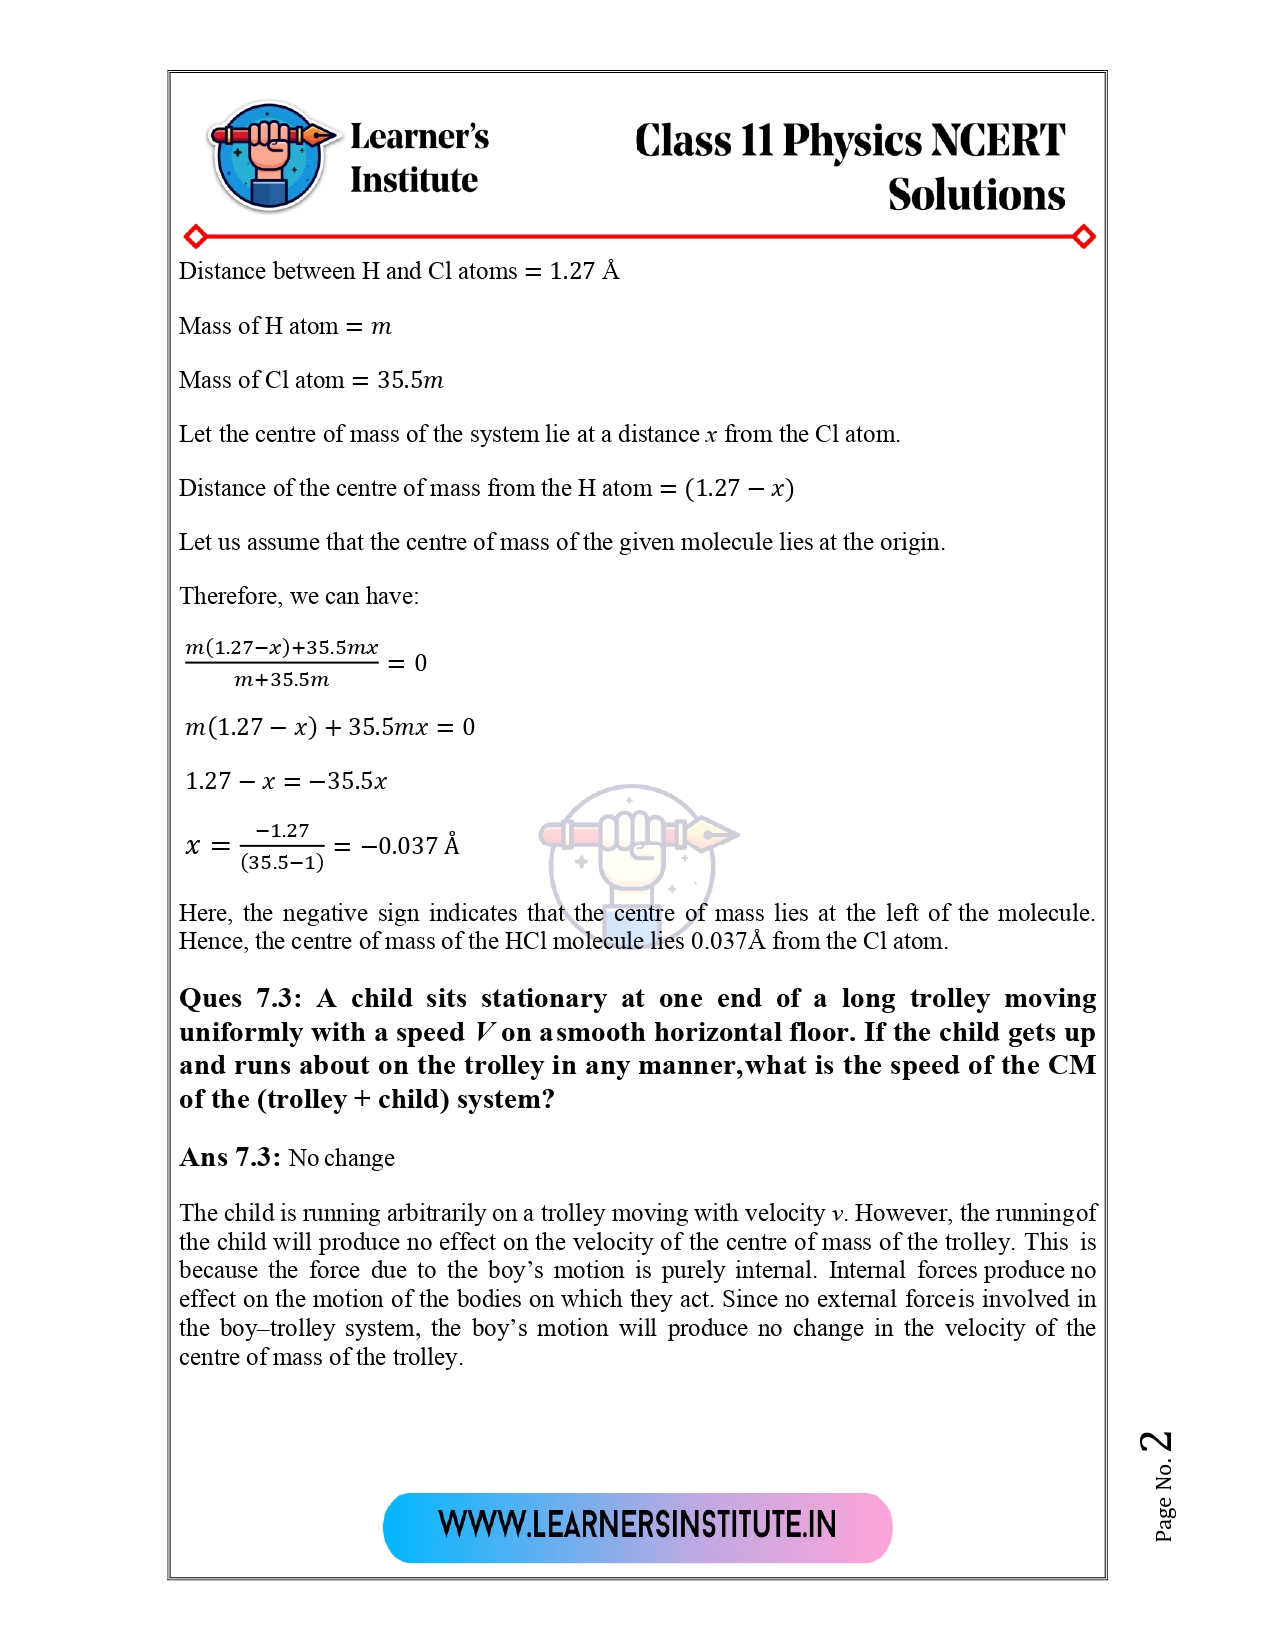 Learner's
Institute
Class 11 Physics NCERT
Solutions
Distance between H and Cl atoms = 1.27 Å
Mass of H atom = m
Mass of Cl atom = 35.5m
Let the centre of mass of the system lie at a distance x from the Cl atom.
Distance of the centre of mass from the H atom = (1.27 − x)
Let us assume that the centre of mass of the given molecule lies at the origin.
Therefore, we can have:
m(1.27−x)+35.5mx
m+35.5m
= 0
m(1.27 − x) + 35.5mx = 0
1.27 − x = −35.5x
x = −1.27/(35.5−1) = −0.037 Å
Here, the negative sign indicates that the centre of mass lies at the left of the molecule.
Hence, the centre of mass of the HCl molecule lies 0.037Å from the Cl atom.
Ques 7.3: A child sits stationary at one end of a long trolley moving
uniformly with a speed V on a smooth horizontal floor. If the child gets up
and runs about on the trolley in any manner, what is the speed of the CM
of the (trolley + child) system?
Ans 7.3: No change
The child is running arbitrarily on a trolley moving with velocity v. However, the running of
the child will produce no effect on the velocity of the centre of mass of the trolley. This is
because the force due to the boy's motion is purely internal. Internal forces produce no
effect on the motion of the bodies on which they act. Since no external force is involved in
the boy–trolley system, the boy's motion will produce no change in the velocity of the
centre of mass of the trolley.
Page No. 2
WWW.LEARNERSINSTITUTE.IN